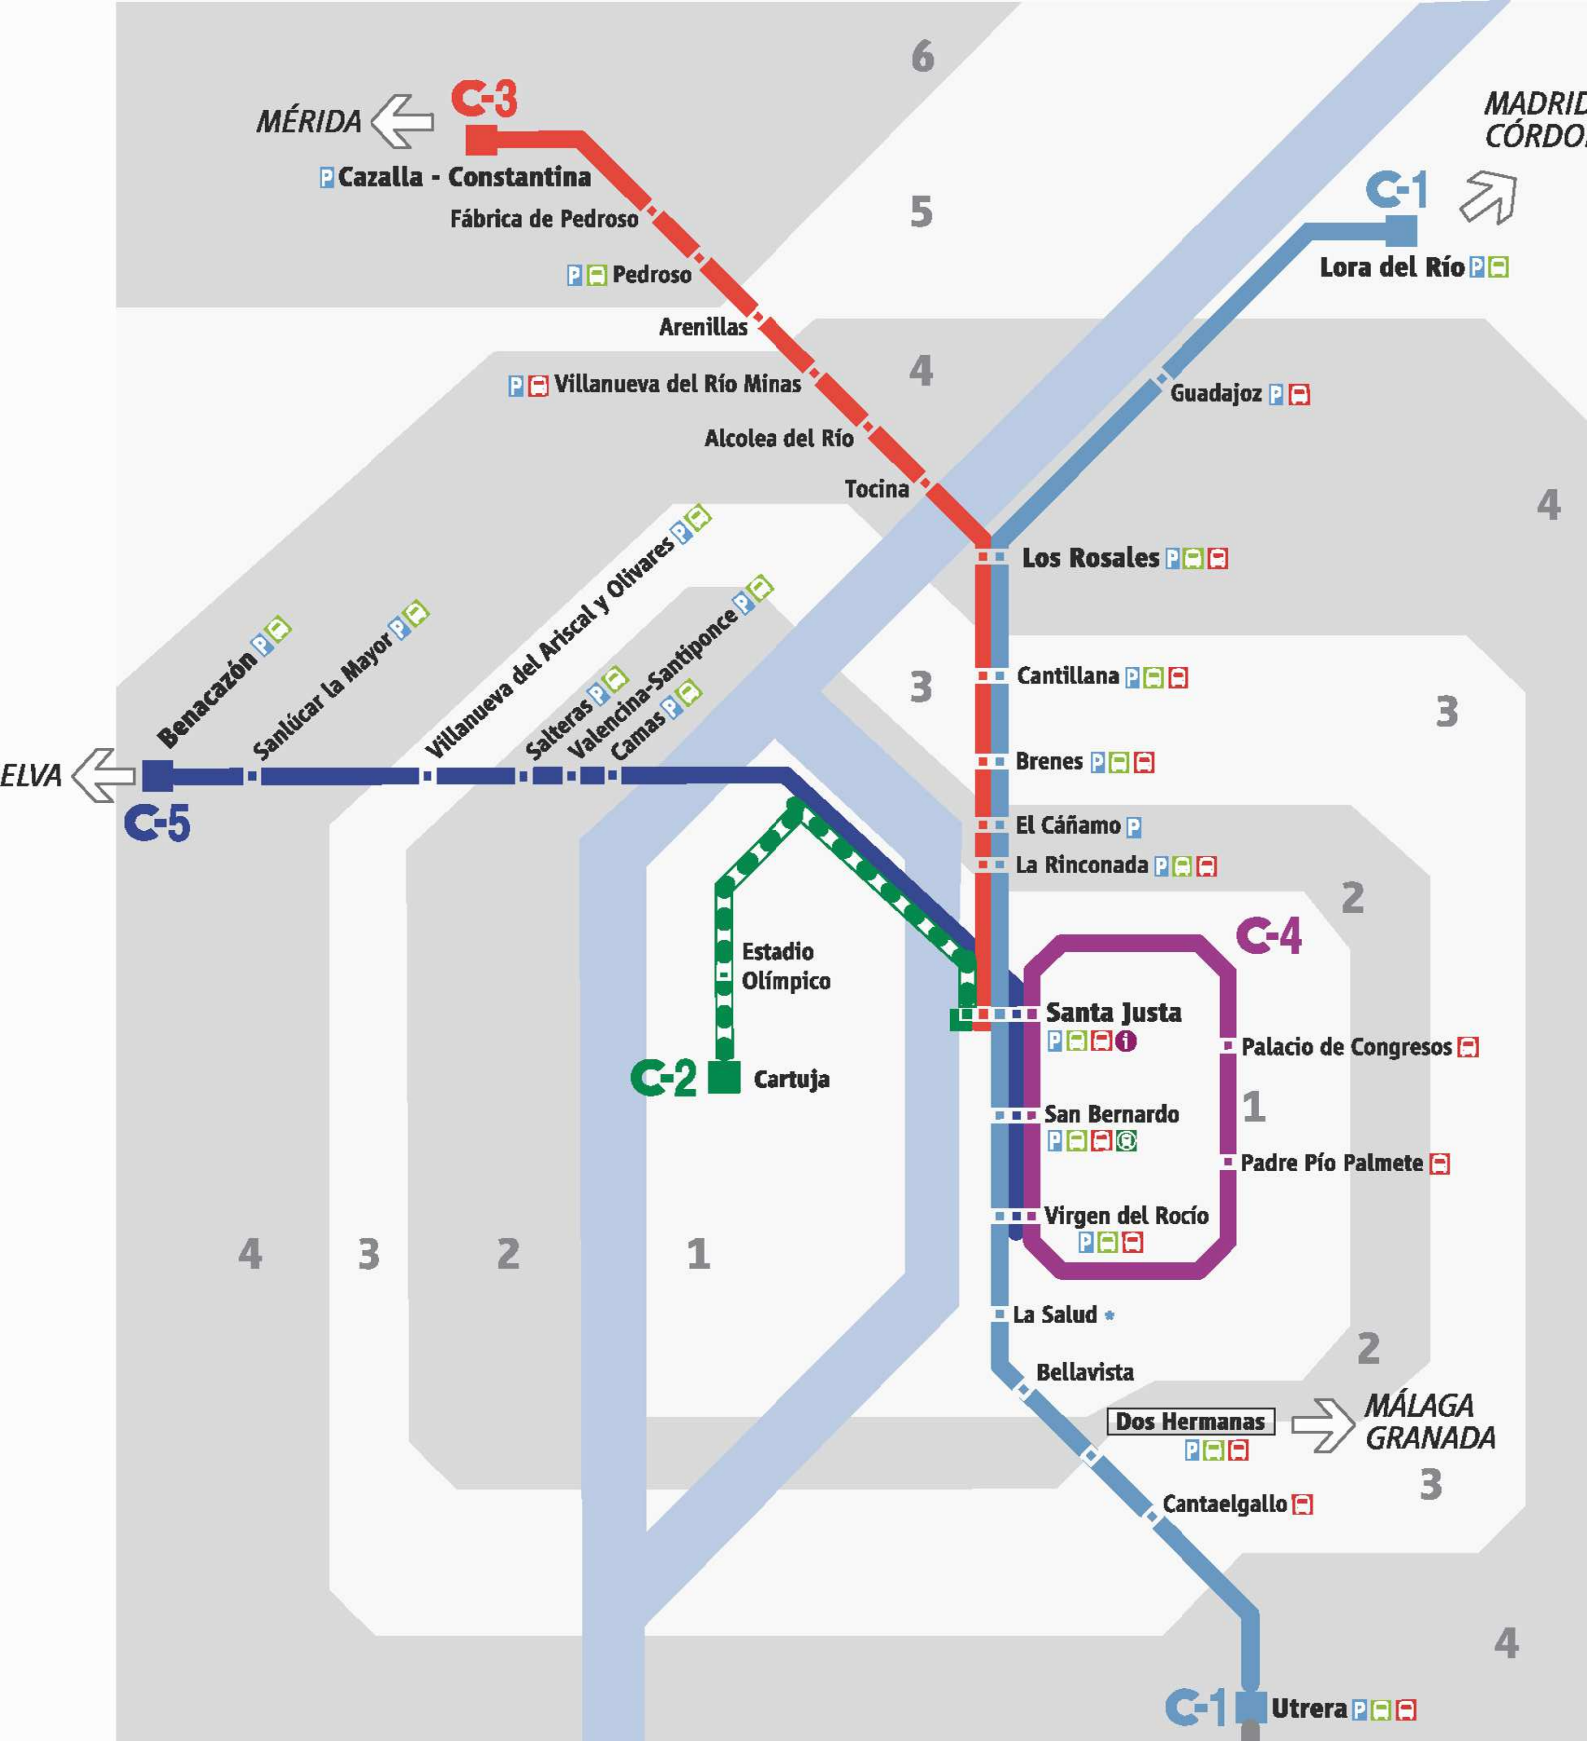 6
C-3
MÉRIDA
MADRID
CÓRDO
P Cazalla - Constantina
C-1
5
Fábrica de Pedroso
Lora del Río P
P Pedroso
Arenillas
4
P Villanueva del Río Minas
Guadajoz P
Alcolea del Río
Tocina
4
Los Rosales P
Benacazón P
Sanlúcar la Mayor P
Villanueva del Ariscal y Olivares P
Salteras P
Valencina-Santiponce P
Camas P
3
Cantillana P
3
ELVA
C-5
Brenes P
El Cáñamo P
La Rinconada P
2
C-4
Estadio
Olímpico
Santa Justa
P i
Palacio de Congresos
C-2
Cartuja
1
San Bernardo
P
Padre Pío Palmete
Virgen del Rocío
P
4
3
2
1
La Salud *
2
Bellavista
Dos Hermanas
P
MÁLAGA
GRANADA
3
Cantaelgallo
4
C-1
Utrera P